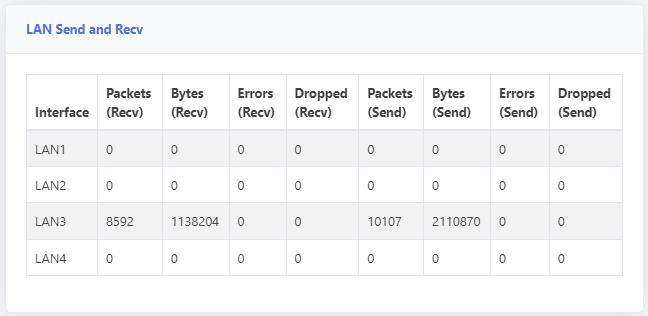 LAN Send and Recv
Interface Packets (Recv) Bytes (Recv) Errors (Recv) Dropped (Recv) Packets (Send) Bytes (Send) Errors (Send) Dropped (Send)
LAN1 0 0 0 0 0 0 0 0
LAN2 0 0 0 0 0 0 0 0
LAN3 8592 1138204 0 0 10107 2110870 0 0
LAN4 0 0 0 0 0 0 0 0